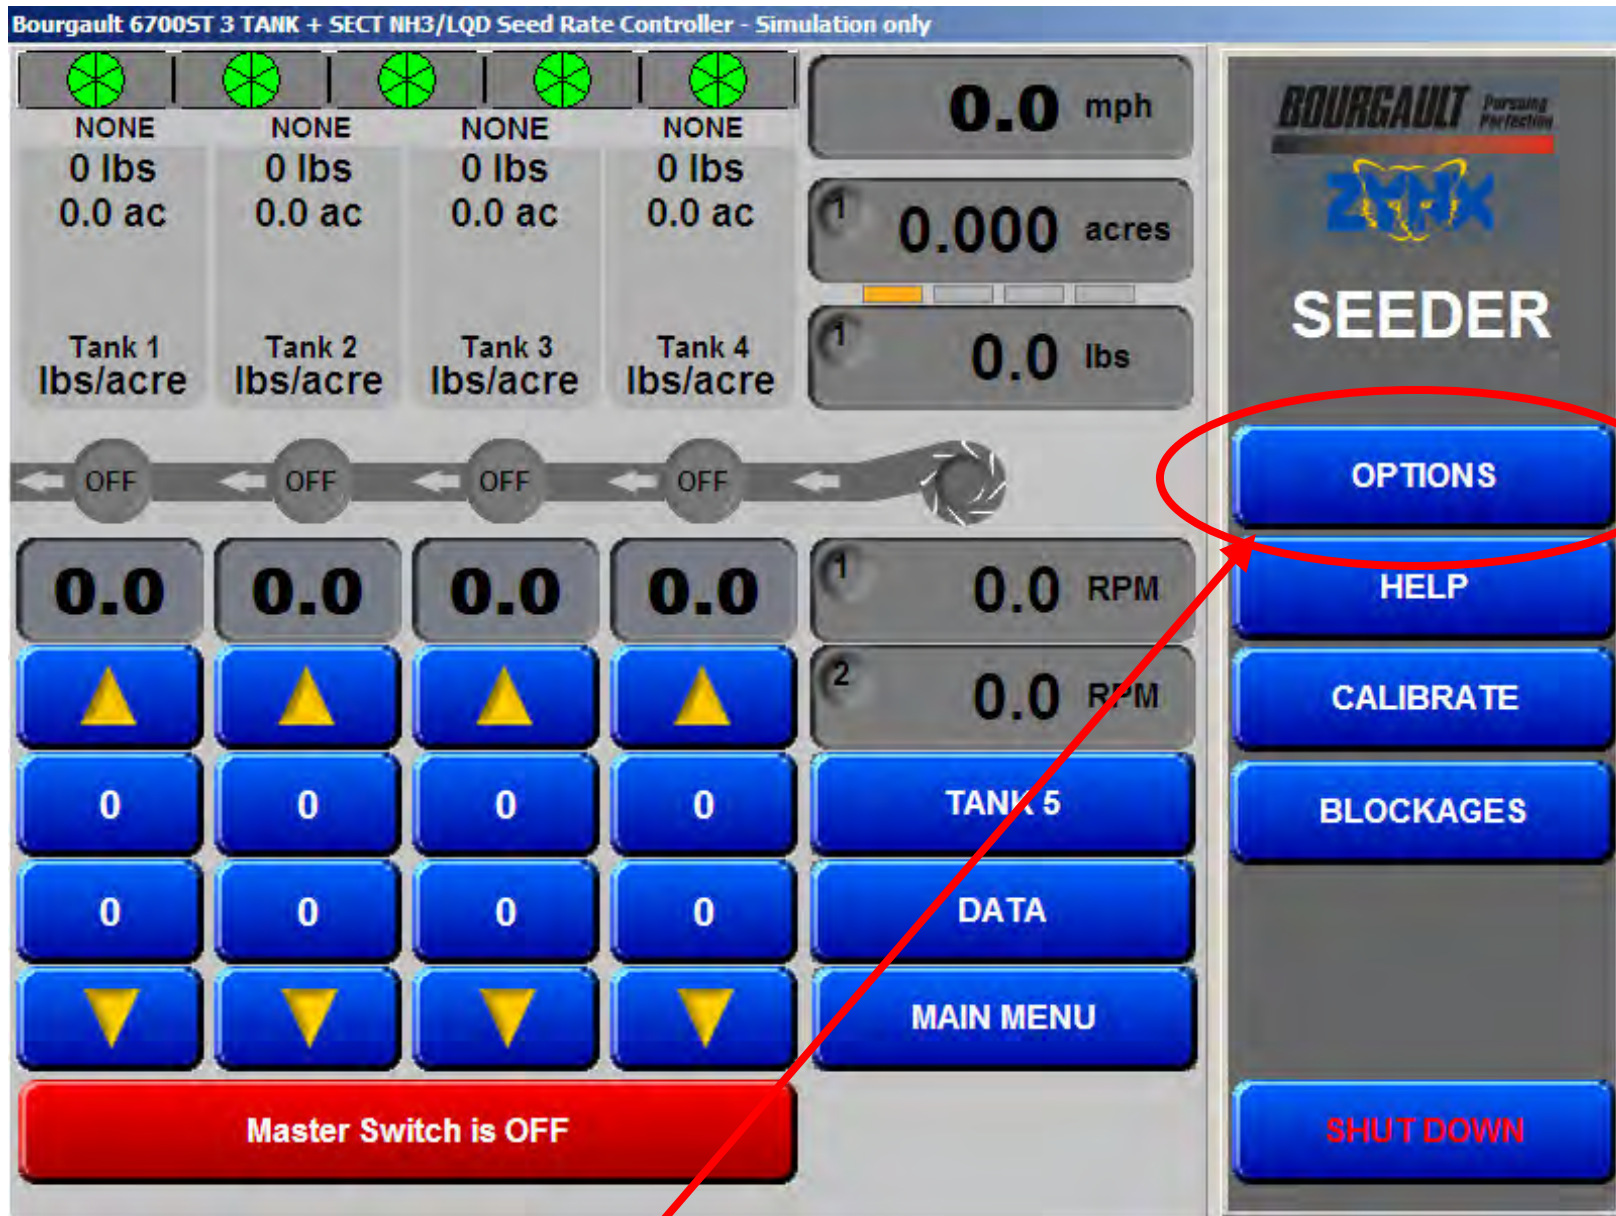 Bourgault 6700ST 3 TANK + SECT NH3/LQD Seed Rate Controller - Simulation only
NONE NONE NONE NONE
0 lbs 0 lbs 0 lbs 0 lbs
0.0 ac 0.0 ac 0.0 ac 0.0 ac
Tank 1 Tank 2 Tank 3 Tank 4
lbs/acre lbs/acre lbs/acre lbs/acre
0.0 mph
1 0.000 acres
1 0.0 lbs
OFF OFF OFF OFF
0.0 0.0 0.0 0.0
1 0.0 RPM
2 0.0 RPM
0 0 0 0
TANK 5
0 0 0 0
DATA
MAIN MENU
Master Switch is OFF
BOURGAULT Pursuing
Perfection
ZYNX
SEEDER
OPTIONS
HELP
CALIBRATE
BLOCKAGES
SHUT DOWN